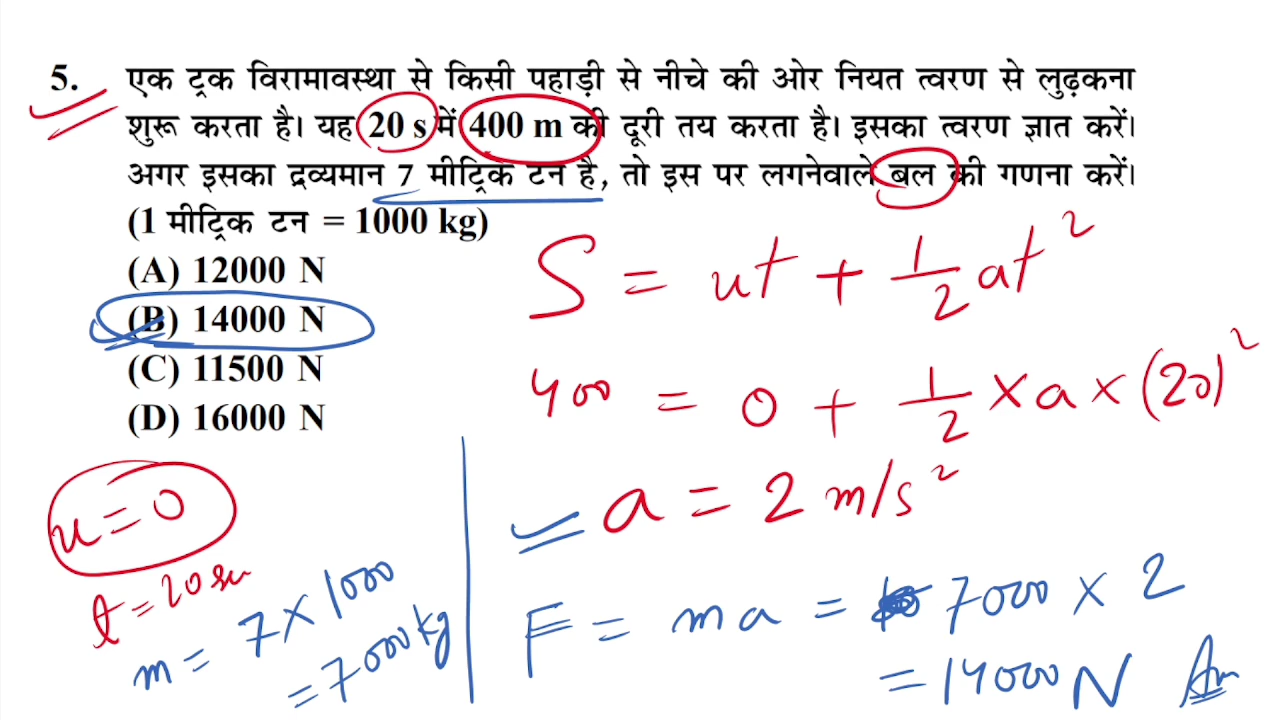 5. एक ट्रक विरामावस्था से किसी पहाड़ी से नीचे की ओर नियत त्वरण से लुढ़कना
शुरू करता है। यह 20 s में 400 m की दूरी तय करता है। इसका त्वरण ज्ञात करें।
अगर इसका द्रव्यमान 7 मीट्रिक टन है, तो इस पर लगनेवाले बल की गणना करें।
(1 मीट्रिक टन = 1000 kg)
(A) 12000 N
(B) 14000 N
(C) 11500 N
(D) 16000 N
S = ut + 1/2 at²
400 = 0 + 1/2 × a × (20)²
a = 2 m/s²
u = 0
t = 20 sec
m = 7 × 1000
= 7000 kg
F = ma = 7000 × 2
= 14000 N Ans